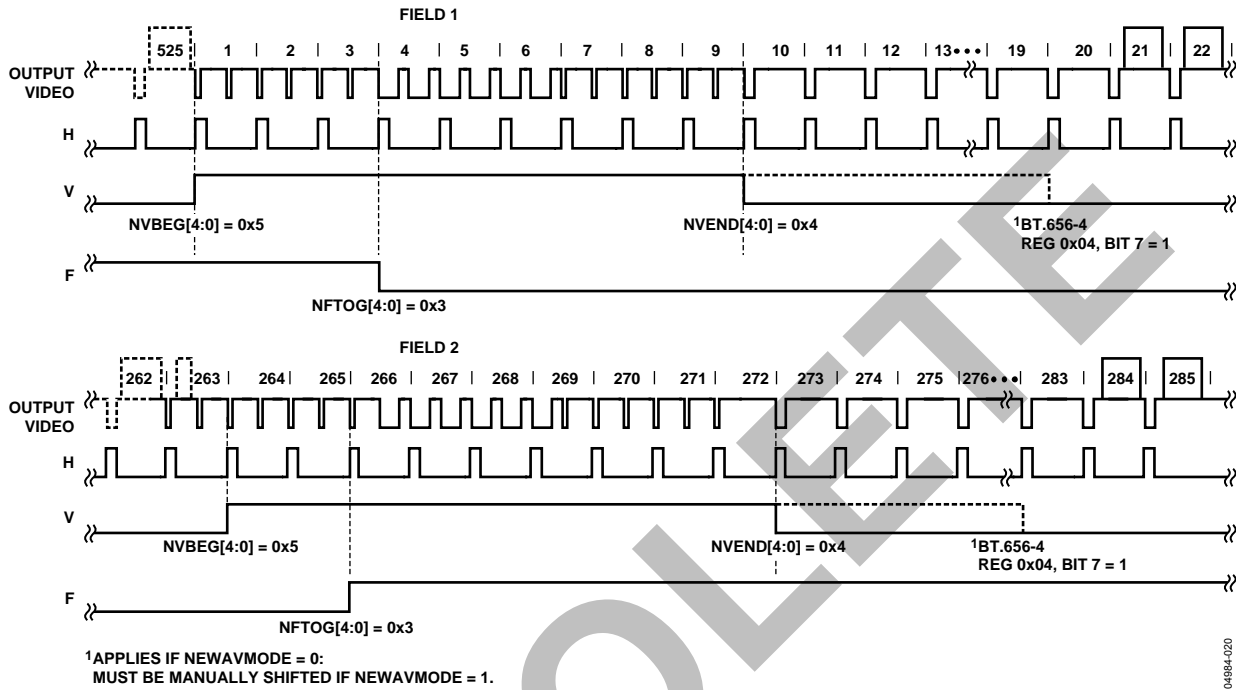 FIELD 1
525 1 2 3 4 5 6 7 8 9 10 11 12 13••• 19 20 21 22
OUTPUT
VIDEO
H
V
NVBEG[4:0] = 0x5
NVEND[4:0] = 0x4
1BT.656-4
REG 0x04, BIT 7 = 1
F
NFTOG[4:0] = 0x3
FIELD 2
262 263 264 265 266 267 268 269 270 271 272 273 274 275 276••• 283 284 285
OUTPUT
VIDEO
H
V
NVBEG[4:0] = 0x5
NVEND[4:0] = 0x4
1BT.656-4
REG 0x04, BIT 7 = 1
F
NFTOG[4:0] = 0x3
1APPLIES IF NEWAVMODE = 0:
MUST BE MANUALLY SHIFTED IF NEWAVMODE = 1.
04984-020
OLETE